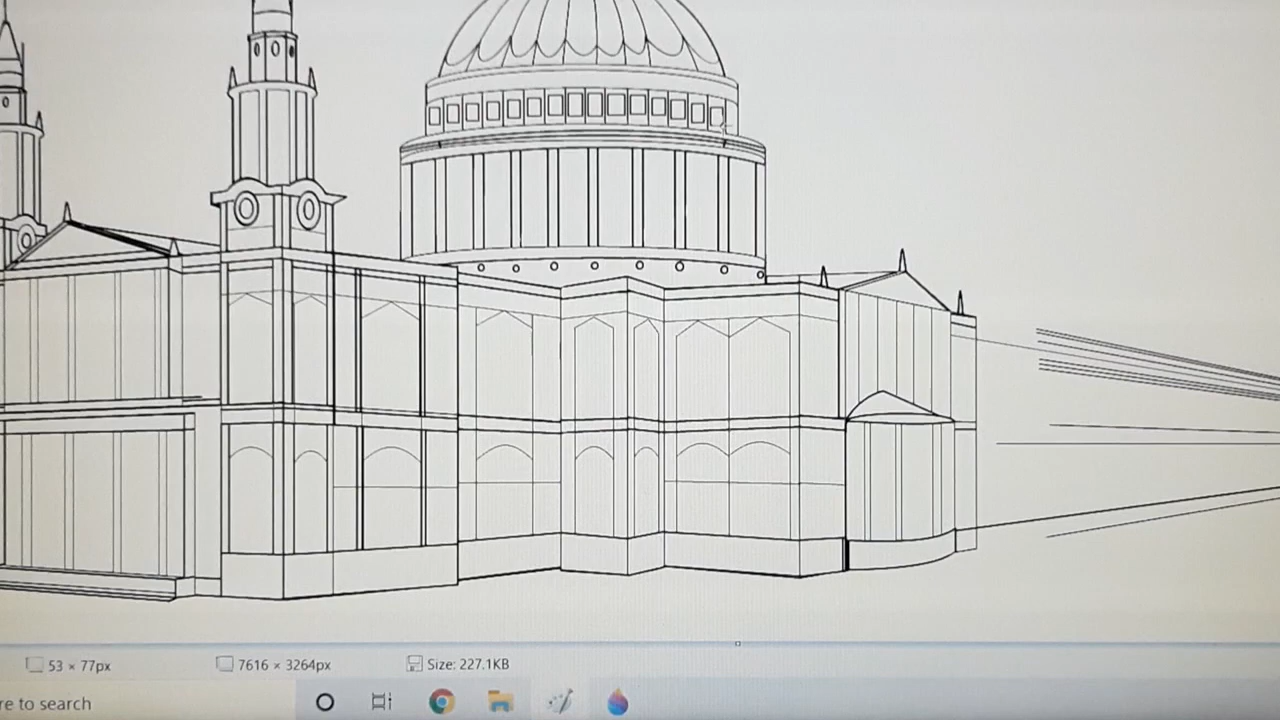 53 × 77px
7616 × 3264px
Size: 227.1KB
re to search